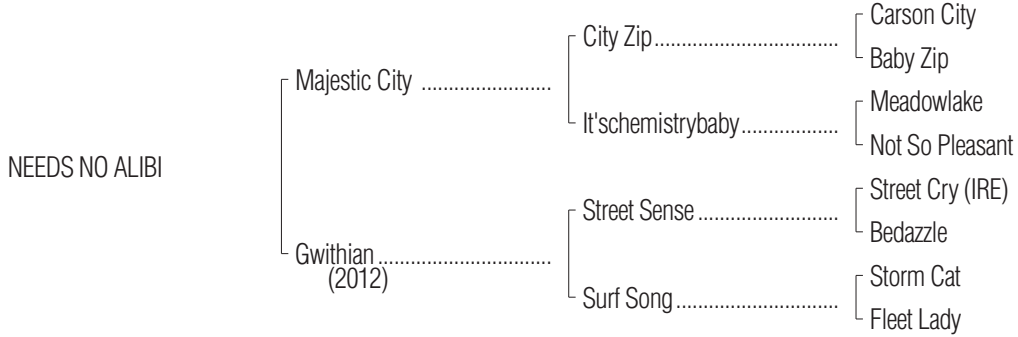 Carson City
City Zip..................................
Baby Zip
Majestic City ........................
Meadowlake
It'schemistrybaby..................
Not So Pleasant
NEEDS NO ALIBI
Street Cry (IRE)
Street Sense ..........................
Bedazzle
Gwithian................................
(2012)
Storm Cat
Surf Song..............................
Fleet Lady